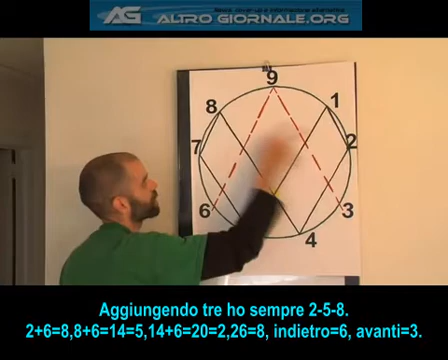 AG ALTRO GIORNALE.ORG
9
8
1
7
2
6
3
4
Aggiungendo tre ho sempre 2-5-8.
2+6=8,8+6=14=5,14+6=20=2,26=8, indietro=6, avanti=3.